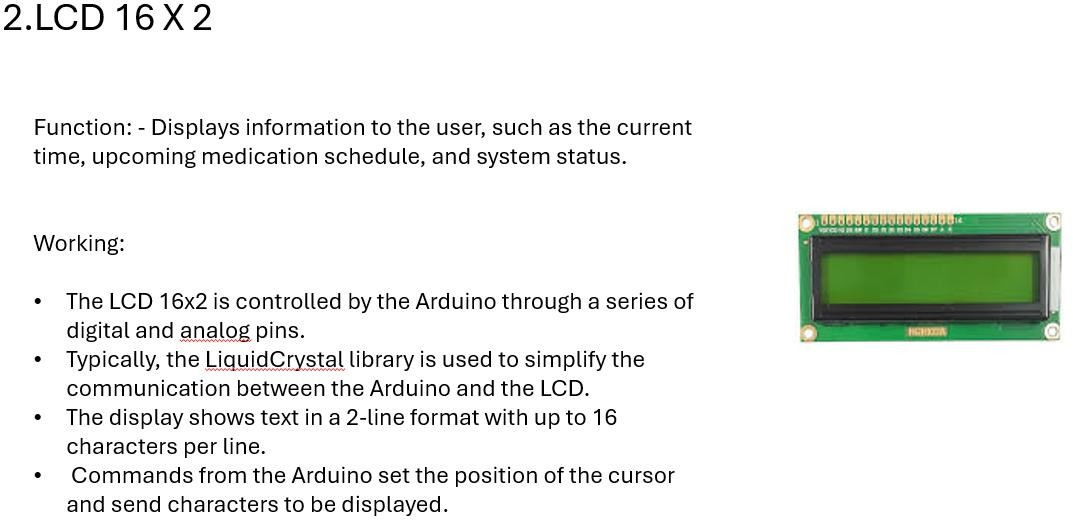 2.LCD 16 X 2
Function: - Displays information to the user, such as the current
time, upcoming medication schedule, and system status.
Working:
• The LCD 16x2 is controlled by the Arduino through a series of
digital and analog pins.
• Typically, the LiquidCrystal library is used to simplify the
communication between the Arduino and the LCD.
• The display shows text in a 2-line format with up to 16
characters per line.
• Commands from the Arduino set the position of the cursor
and send characters to be displayed.